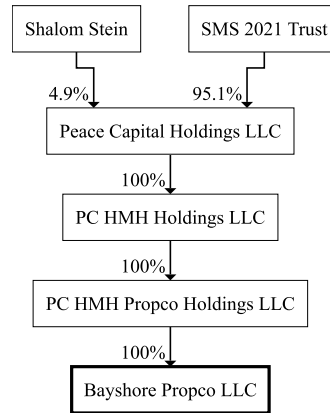 Shalom Stein
SMS 2021 Trust
4.9%
95.1%
Peace Capital Holdings LLC
100%
PC HMH Holdings LLC
100%
PC HMH Propco Holdings LLC
100%
Bayshore Propco LLC